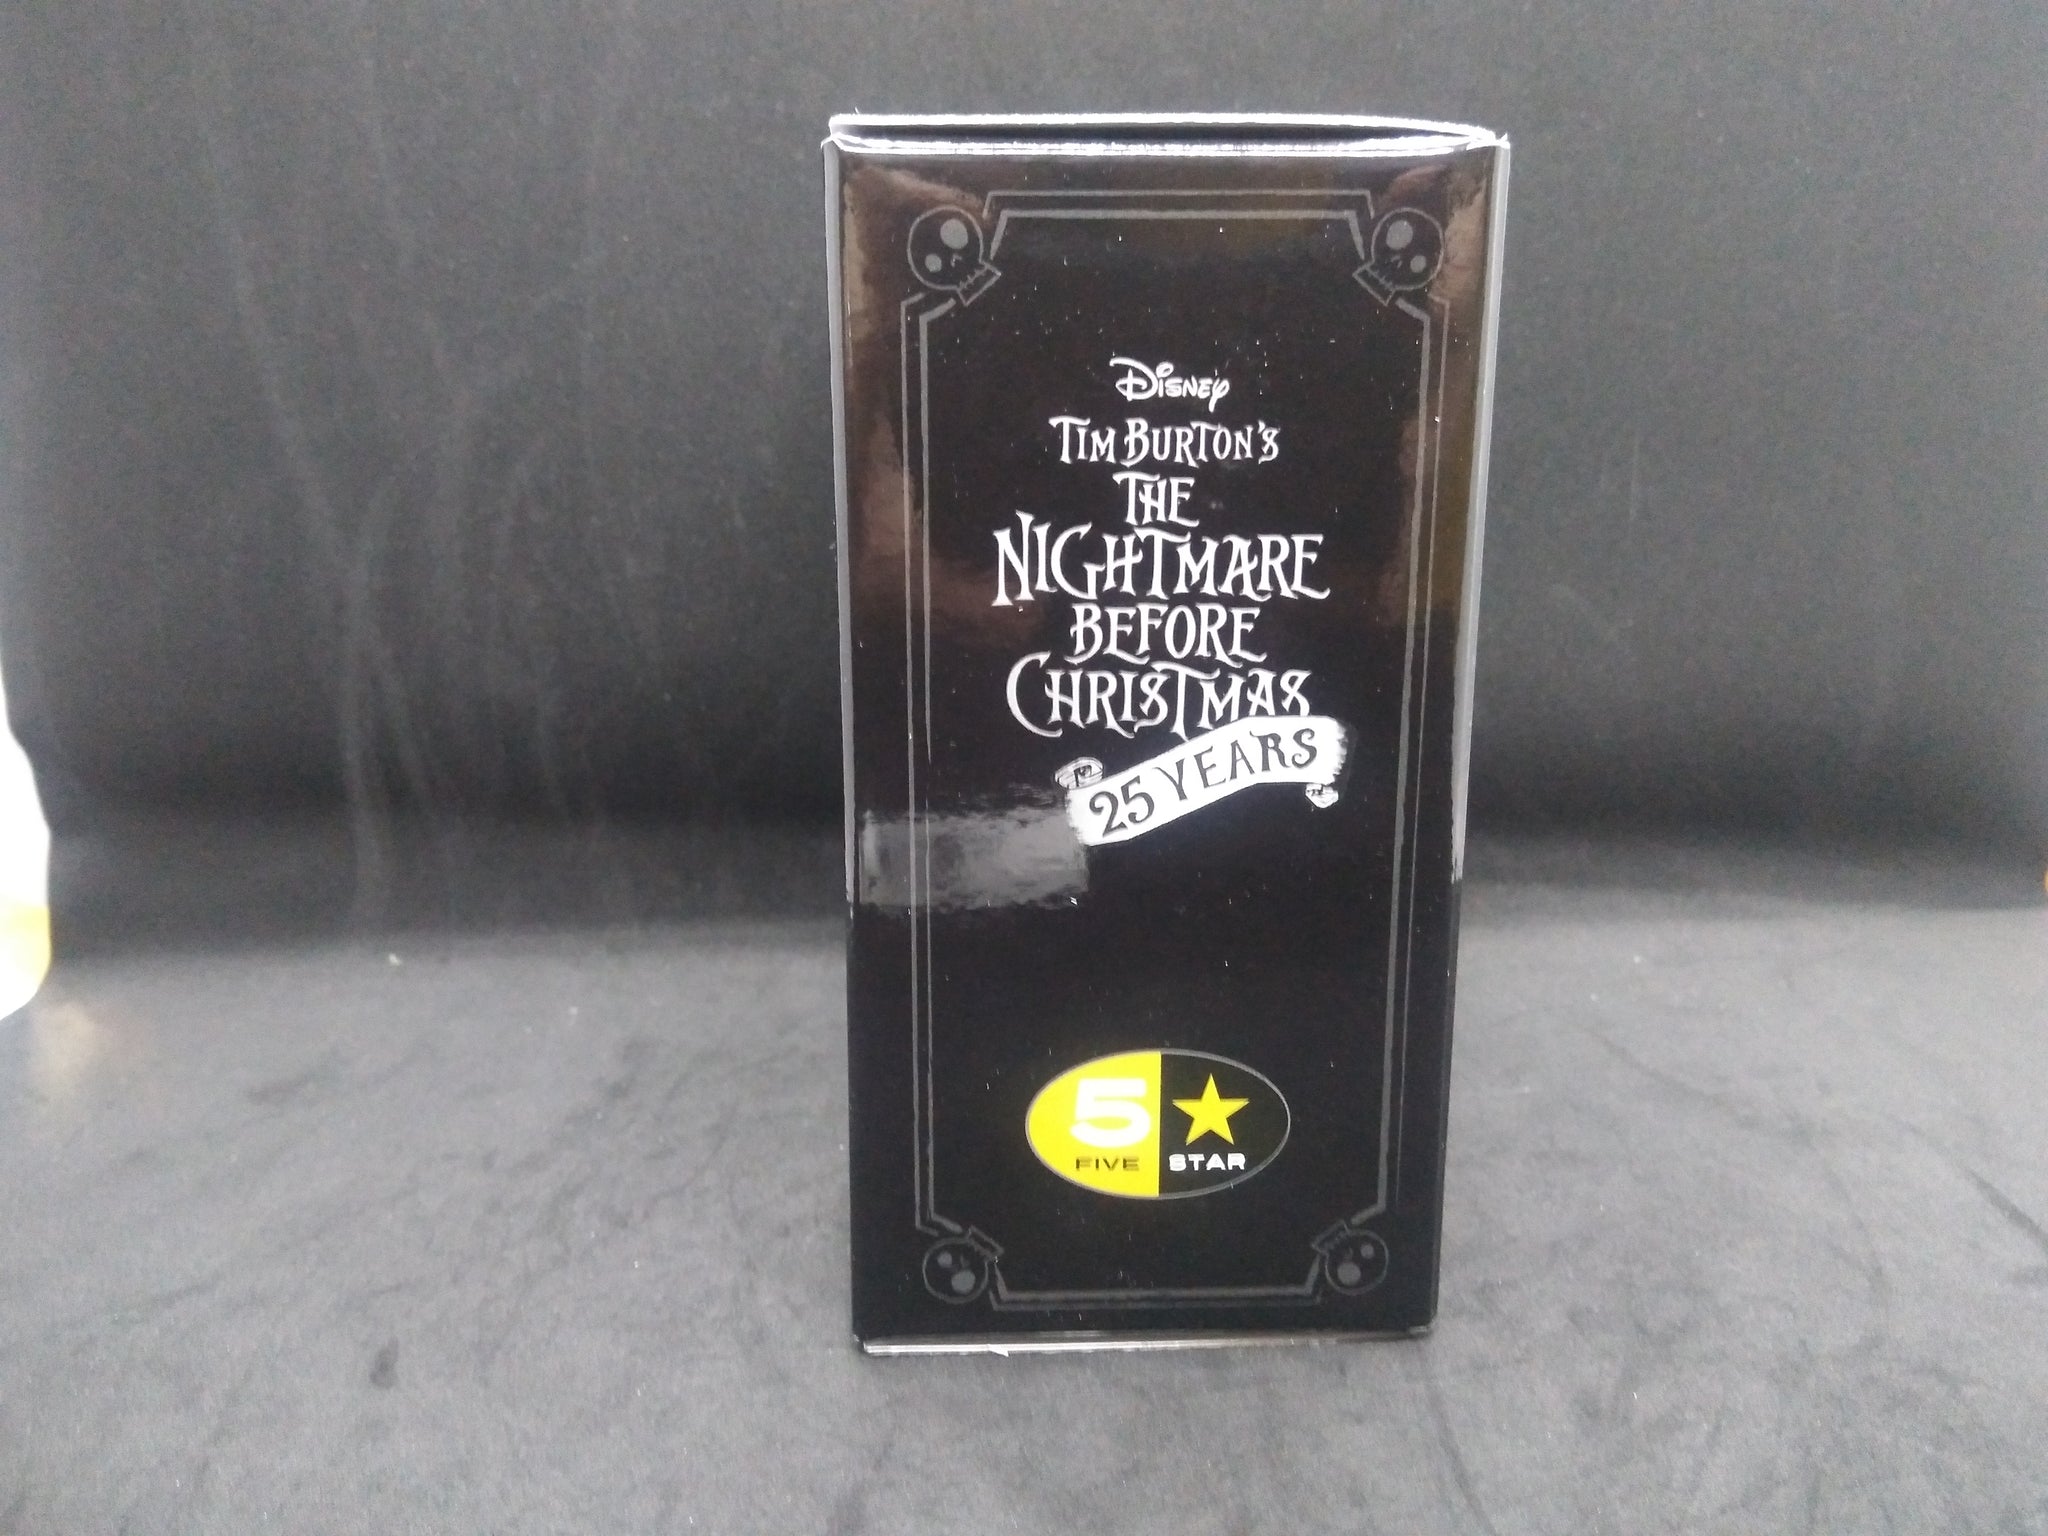 Disney
TIM BURTON'S
THE
NIGHTMARE
BEFORE
CHRISTMAS
25 YEARS
5
FIVE STAR